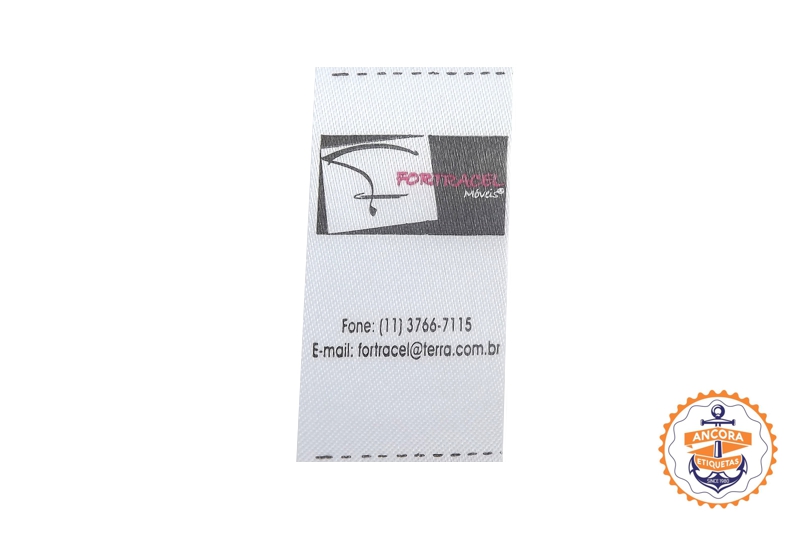 FORTRACEL
Móveis®
Fone: (11) 3766-7115
E-mail: fortracel@terra.com.br
ANCORA
ETIQUETAS
SINCE 1980